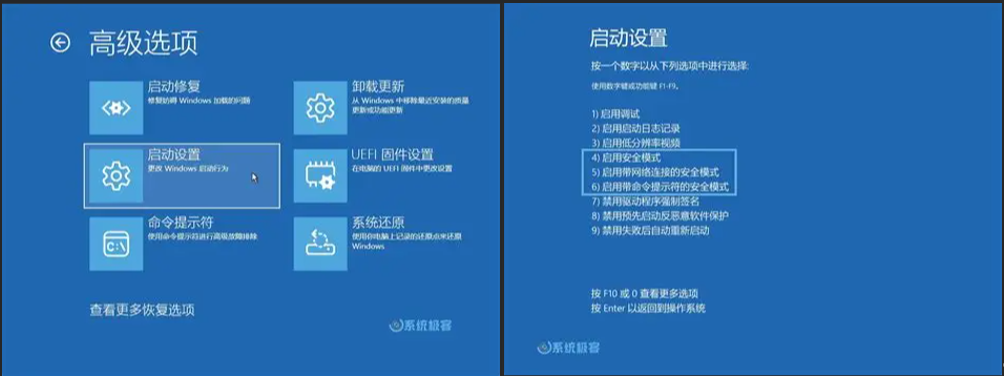 高级选项
启动修复
修复妨碍 Windows 加载的问题
卸载更新
从 Windows 中移除最近安装的质量
更新或功能更新
启动设置
更改 Windows 启动行为
UEFI 固件设置
在电脑的 UEFI 固件中更改设置
命令提示符
使用命令提示符进行高级故障排除
系统还原
使用电脑上记录的还原点来还原
Windows
查看更多恢复选项
系统极客
启动设置
按一个数字以从下列选项中进行选择:
使用数字键或功能键 F1-F9。
1) 启用调试
2) 启用启动日志记录
3) 启用低分辨率视频
4) 启用安全模式
5) 启用带网络连接的安全模式
6) 启用带命令提示符的安全模式
7) 禁用驱动程序强制签名
8) 禁用预先启动反恶意软件保护
9) 禁用失败后自动重新启动
按 F10 或 0 查看更多选项
按 Enter 以返回到操作系统
系统极客